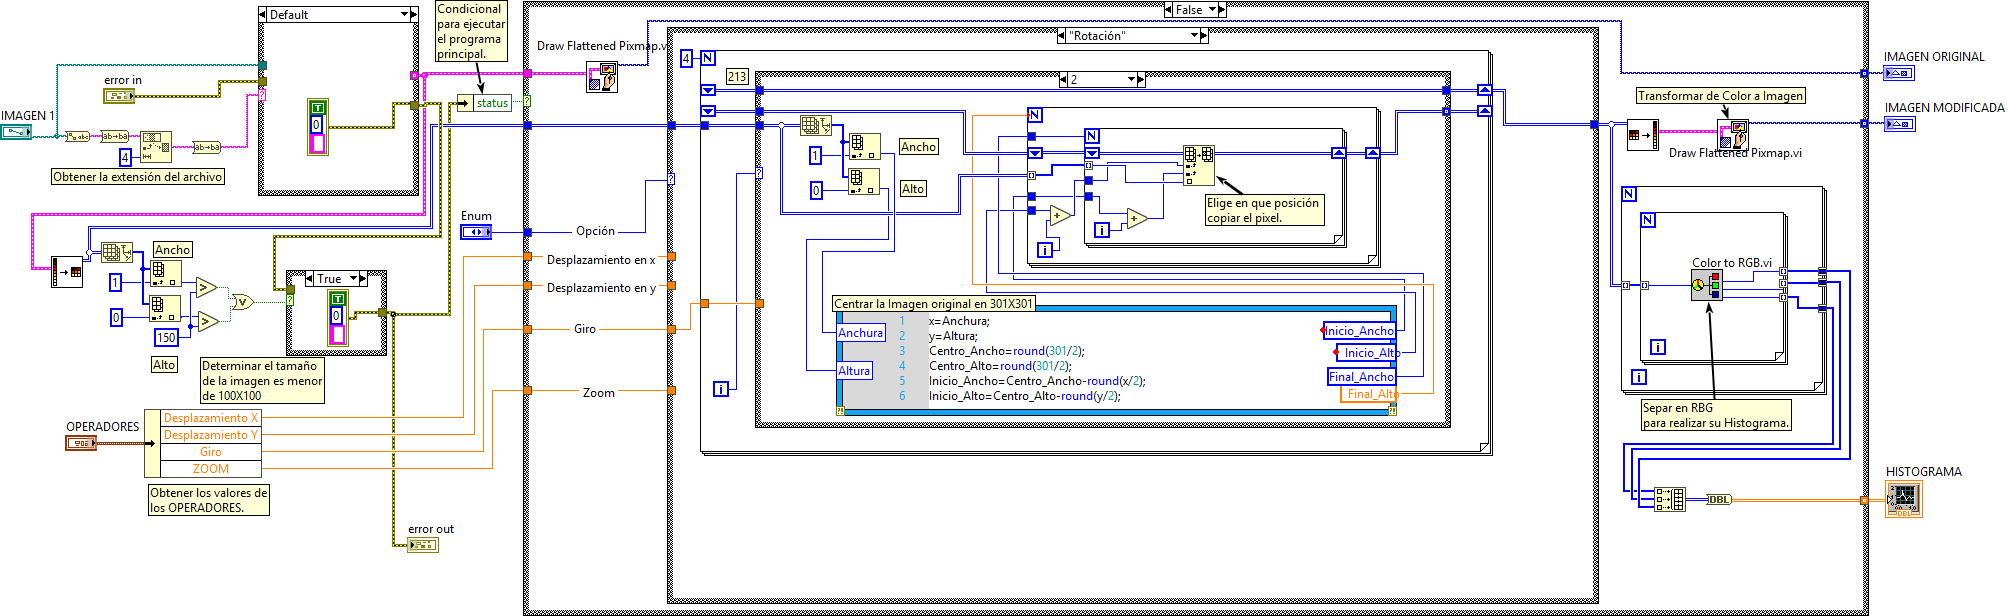 Default
Condicional
para ejecutar
el programa
principal.
False
"Rotación"
Draw Flattened Pixmap.v
IMAGEN ORIGINAL
4
N
213
2
error in
status
IMAGEN 1
T
0
4
Obtener la extensión del archivo
Transformar de Color a Imagen
IMAGEN MODIFICADA
Draw Flattened Pixmap.vi
N
N
1
Ancho
0
Alto
Elige en que posición
copiar el pixel.
i
i
Enum
Opción
Desplazamiento en x
Desplazamiento en y
Giro
Zoom
Ancho
1
0
150
Alto
True
T
0
Determinar el tamaño
de la imagen es menor
de 100X100
Centrar la Imagen original en 301X301
Anchura
Altura
1 x=Anchura;
2 y=Altura;
3 Centro_Ancho=round(301/2);
4 Centro_Alto=round(301/2);
5 Inicio_Ancho=Centro_Ancho-round(x/2);
6 Inicio_Alto=Centro_Alto-round(y/2);
Inicio_Ancho
Inicio_Alto
Final_Ancho
Final_Alto
i
N
N
Color to RGB.vi
i
i
Separ en RBG
para realizar su Histograma.
OPERADORES
Desplazamiento X
Desplazamiento Y
Giro
ZOOM
Obtener los valores de
los OPERADORES.
error out
DBL
HISTOGRAMA
DBL